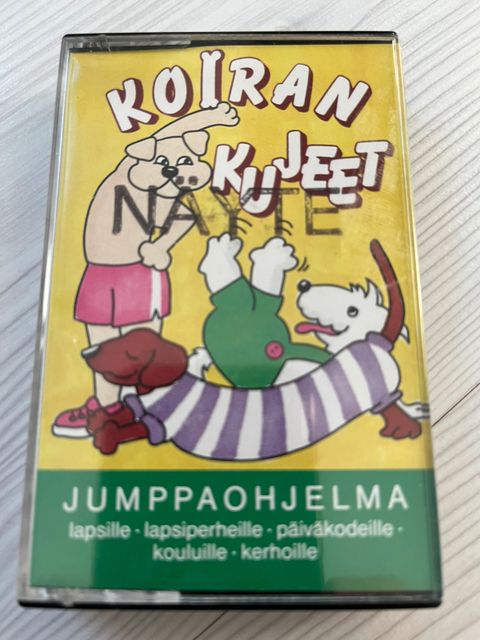 KOIRAN
KUJEET
NÄYTE
JUMPPAOHJELMA
lapsille · lapsiperheille · päiväkodeille ·
kouluille · kerhoille